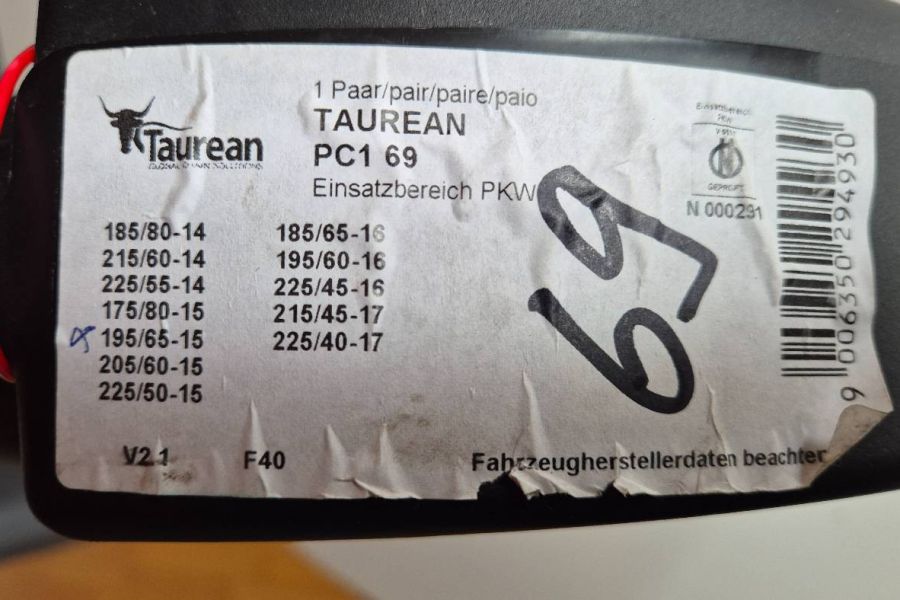 Taurean
1 Paar/pair/paire/paio
TAUREAN
PC1 69
Einsatzbereich PKW
185/80-14
215/60-14
225/55-14
175/80-15
195/65-15
205/60-15
225/50-15
185/65-16
195/60-16
225/45-16
215/45-17
225/40-17
V2.1
F40
Fahrzeugherstellerdaten beachten
69
Einsatzbereich
PKW
GEPRÜFT
N 000291
9 006350 294930